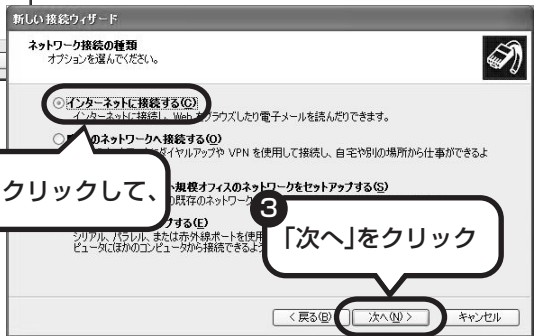 新しい接続ウィザード
ネットワーク接続の種類
オプションを選んでください。
インターネットに接続する(C)
インターネットに接続し、Web をブラウズしたり電子メールを読んだりできます。
のネットワークへ接続する(O)
ダイヤルアップや VPN を使用して接続し、自宅や別の場所から仕事ができるよ
クリックして、
規模オフィスのネットワークをセットアップする(S)
の既存のネットワーク
3
「次へ」をクリック
プする(E)
シリアル、パラレル、または赤外線ポートを使用
ピュータにほかのコンピュータから接続できるよ
< 戻る(B)
次へ(N) >
キャンセル